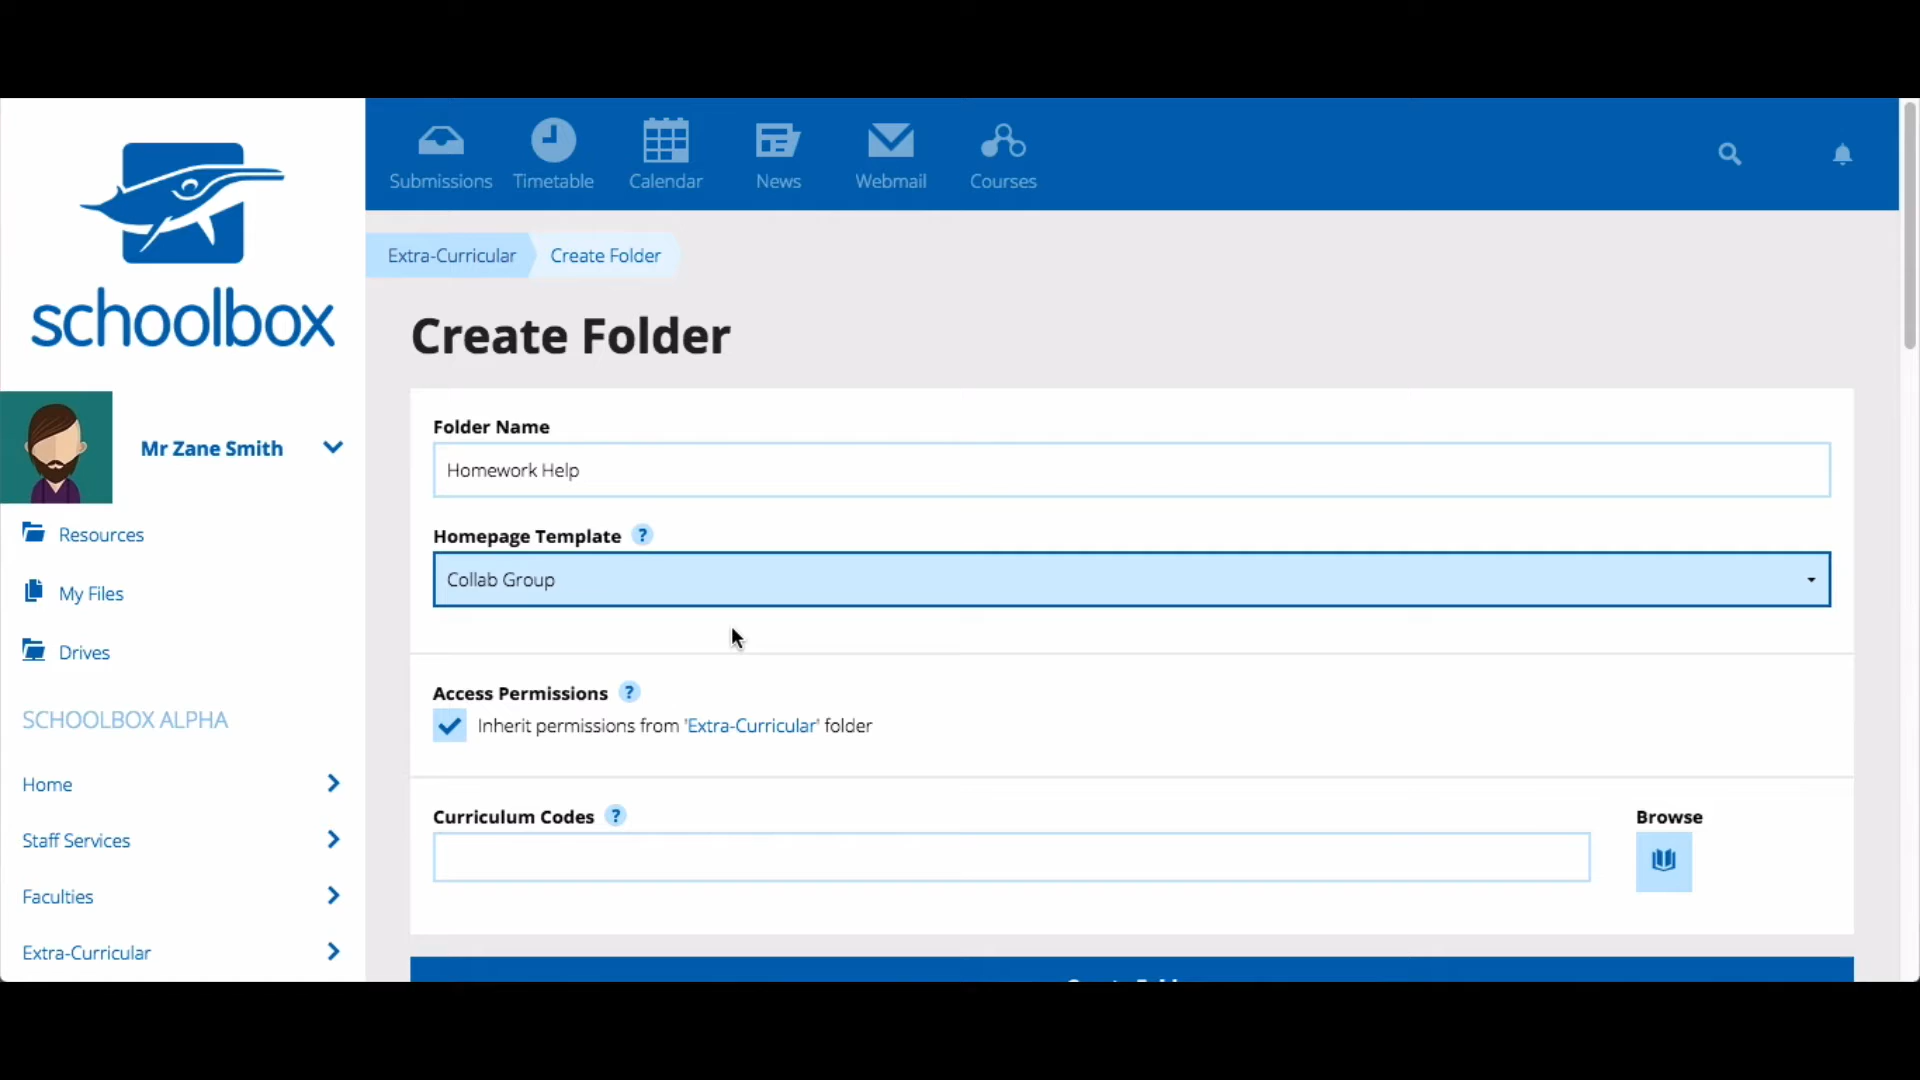 schoolbox
Submissions
Timetable
Calendar
News
Webmail
Courses
Extra-Curricular
Create Folder
Create Folder
Mr Zane Smith
Resources
My Files
Drives
SCHOOLBOX ALPHA
Home
Staff Services
Faculties
Extra-Curricular
Folder Name
Homework Help
Homepage Template ?
Collab Group
Access Permissions ?
Inherit permissions from 'Extra-Curricular' folder
Curriculum Codes ?
Browse